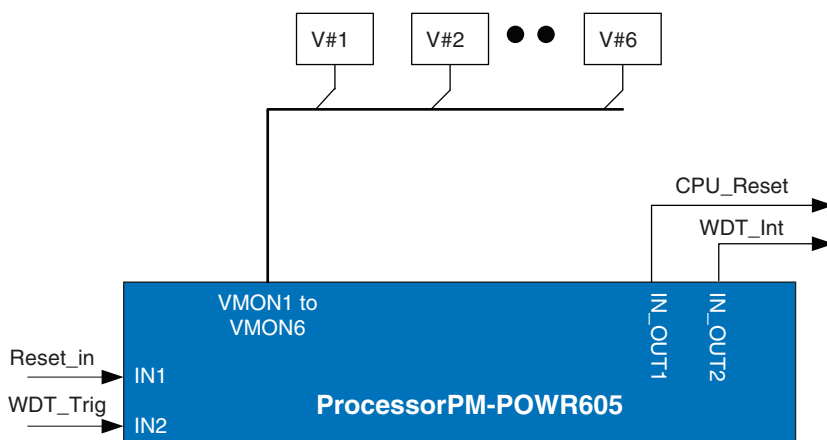 V#1
V#2
V#6
CPU_Reset
WDT_Int
VMON1 to
VMON6
IN_OUT1
IN_OUT2
Reset_in
IN1
WDT_Trig
IN2
ProcessorPM-POWR605